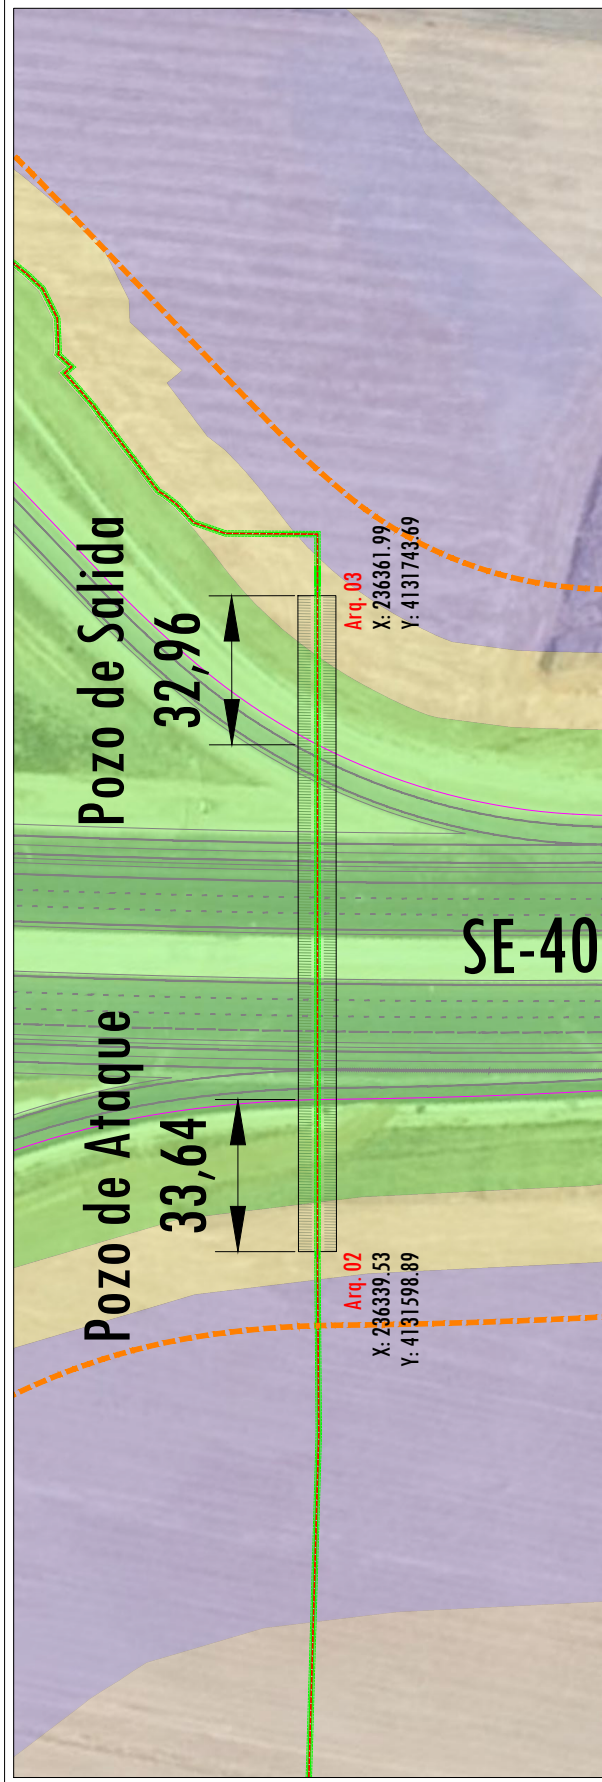 Pozo de Salida
32,96
Arq. 03
X: 236361.99
Y: 4131743.69
SE-40
Pozo de Ataque
33,64
Arq. 02
X: 236339.53
Y: 4131598.89